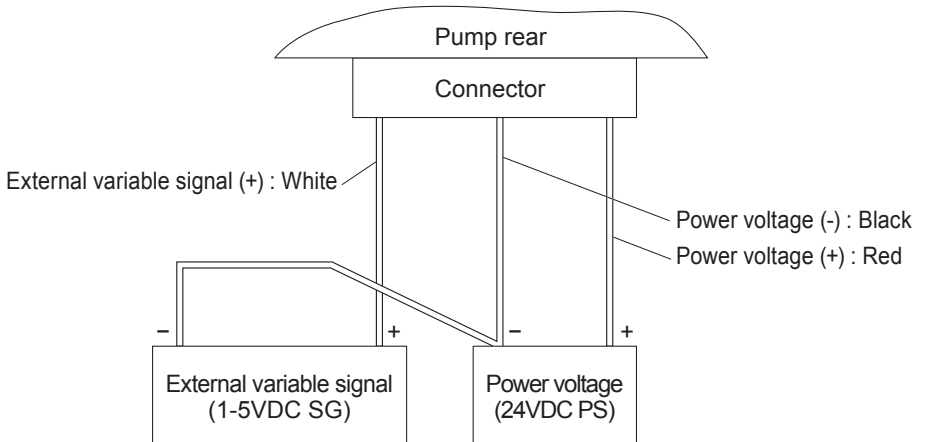 Pump rear
Connector
External variable signal (+) : White
Power voltage (-) : Black
Power voltage (+) : Red
− + − +
External variable signal
(1-5VDC SG)
Power voltage
(24VDC PS)